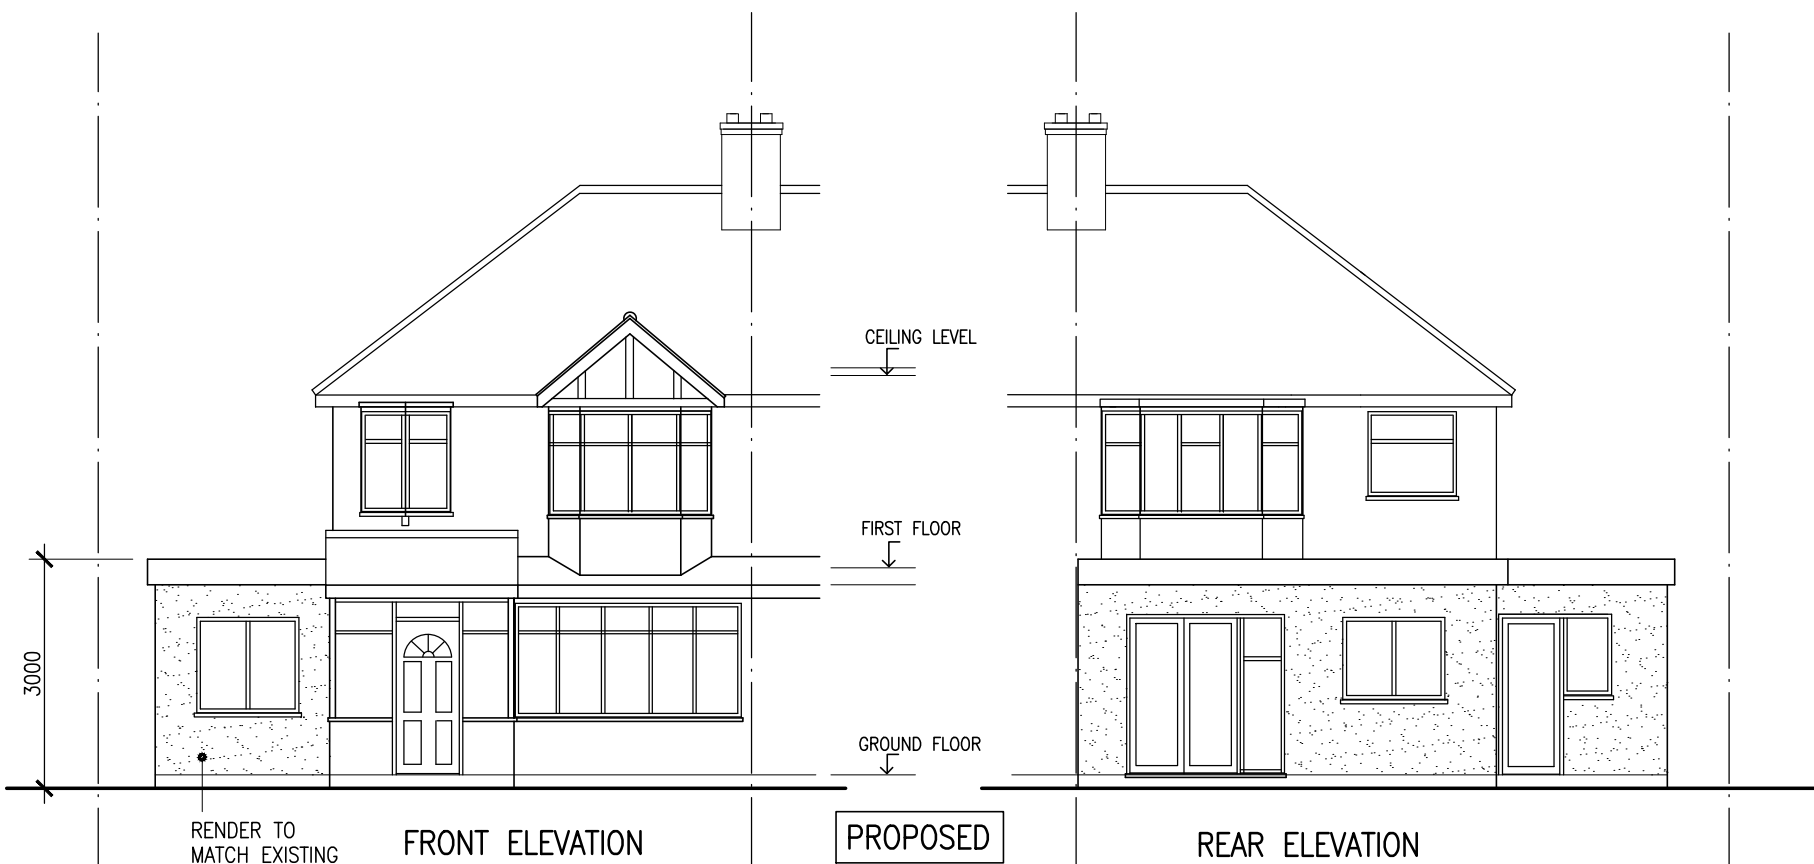 CEILING LEVEL
FIRST FLOOR
3000
GROUND FLOOR
RENDER TO
MATCH EXISTING
FRONT ELEVATION
PROPOSED
REAR ELEVATION